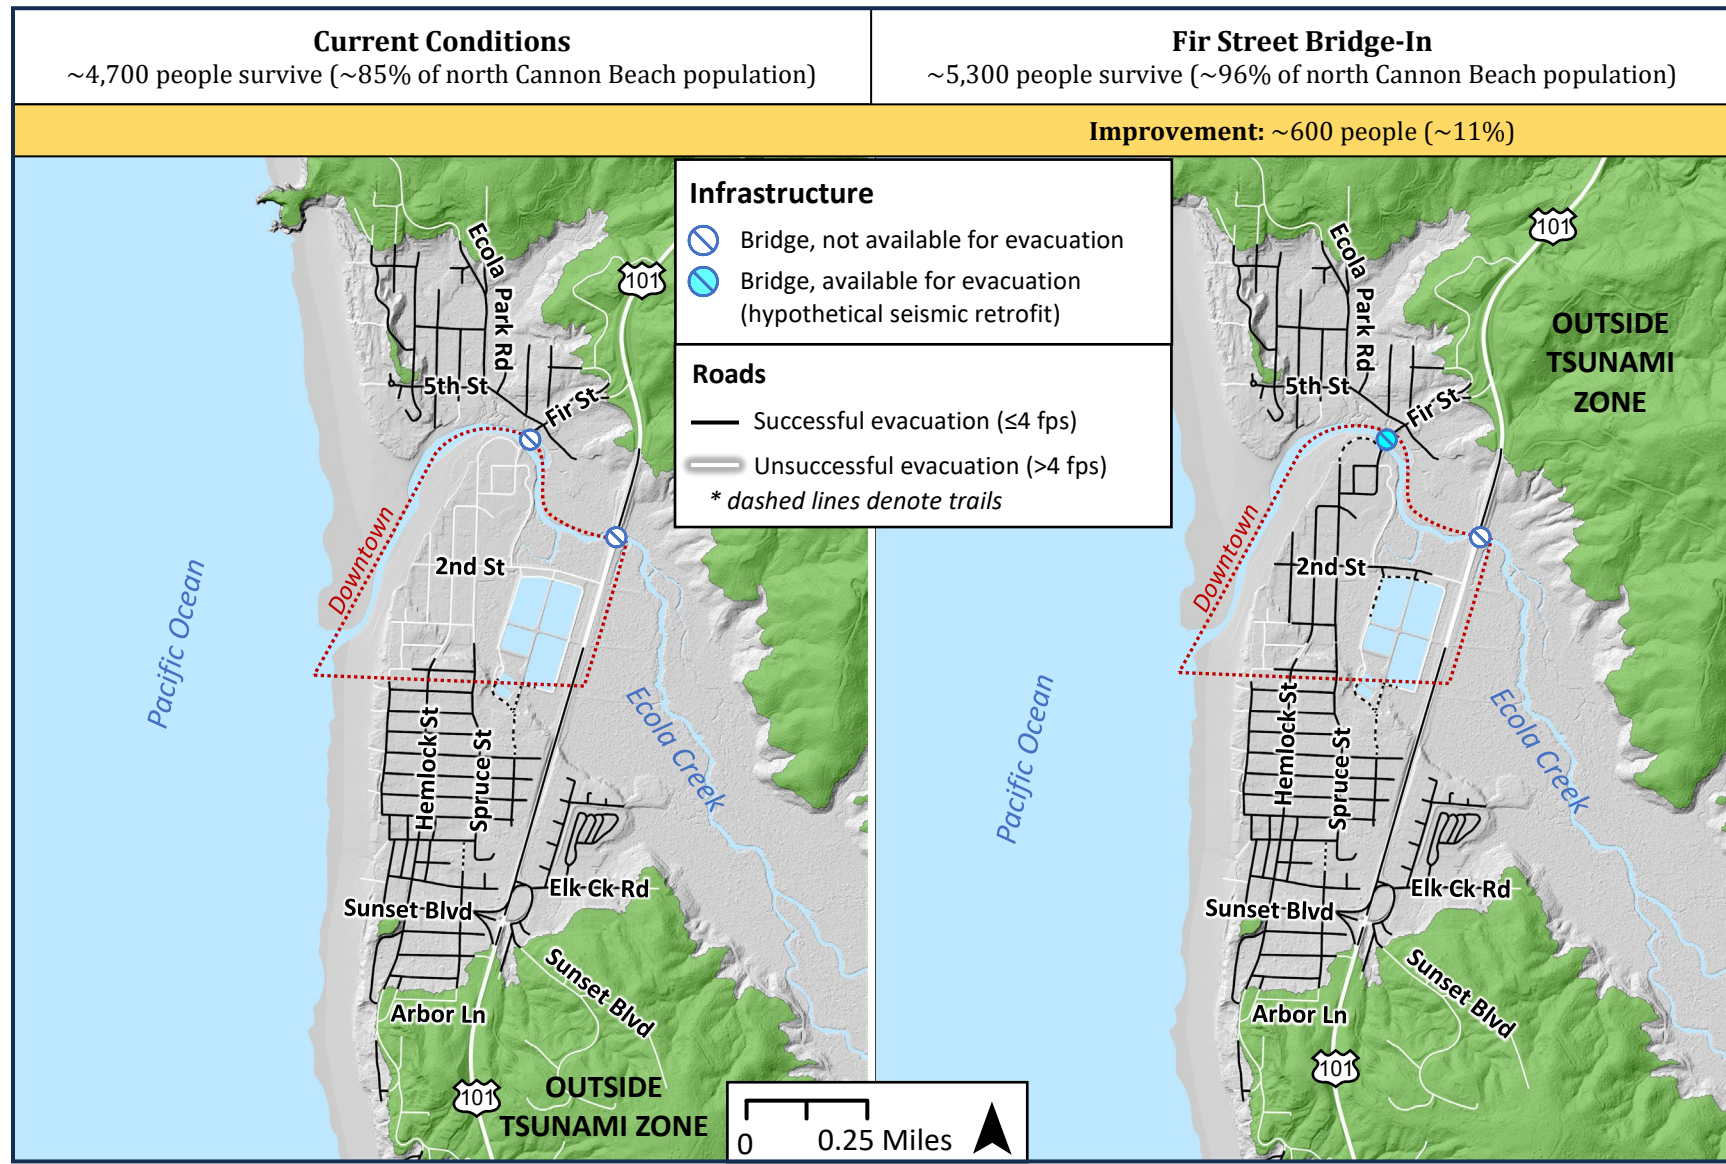 Current Conditions
~4,700 people survive (~85% of north Cannon Beach population)
Fir Street Bridge-In
~5,300 people survive (~96% of north Cannon Beach population)
Improvement: ~600 people (~11%)
Infrastructure
Bridge, not available for evacuation
Bridge, available for evacuation
(hypothetical seismic retrofit)
Roads
Successful evacuation (≤4 fps)
Unsuccessful evacuation (>4 fps)
* dashed lines denote trails
Ecola Park Rd
101
5th St
Fir St
Downtown
2nd St
Pacific Ocean
Ecola Creek
Hemlock St
Spruce St
Elk Ck Rd
Sunset Blvd
Sunset Blvd
Arbor Ln
101
OUTSIDE
TSUNAMI ZONE
0
0.25 Miles
Ecola Park Rd
101
OUTSIDE
TSUNAMI
ZONE
5th St
Fir St
Downtown
2nd St
Pacific Ocean
Ecola Creek
Hemlock St
Spruce St
Elk Ck Rd
Sunset Blvd
Sunset Blvd
Arbor Ln
101